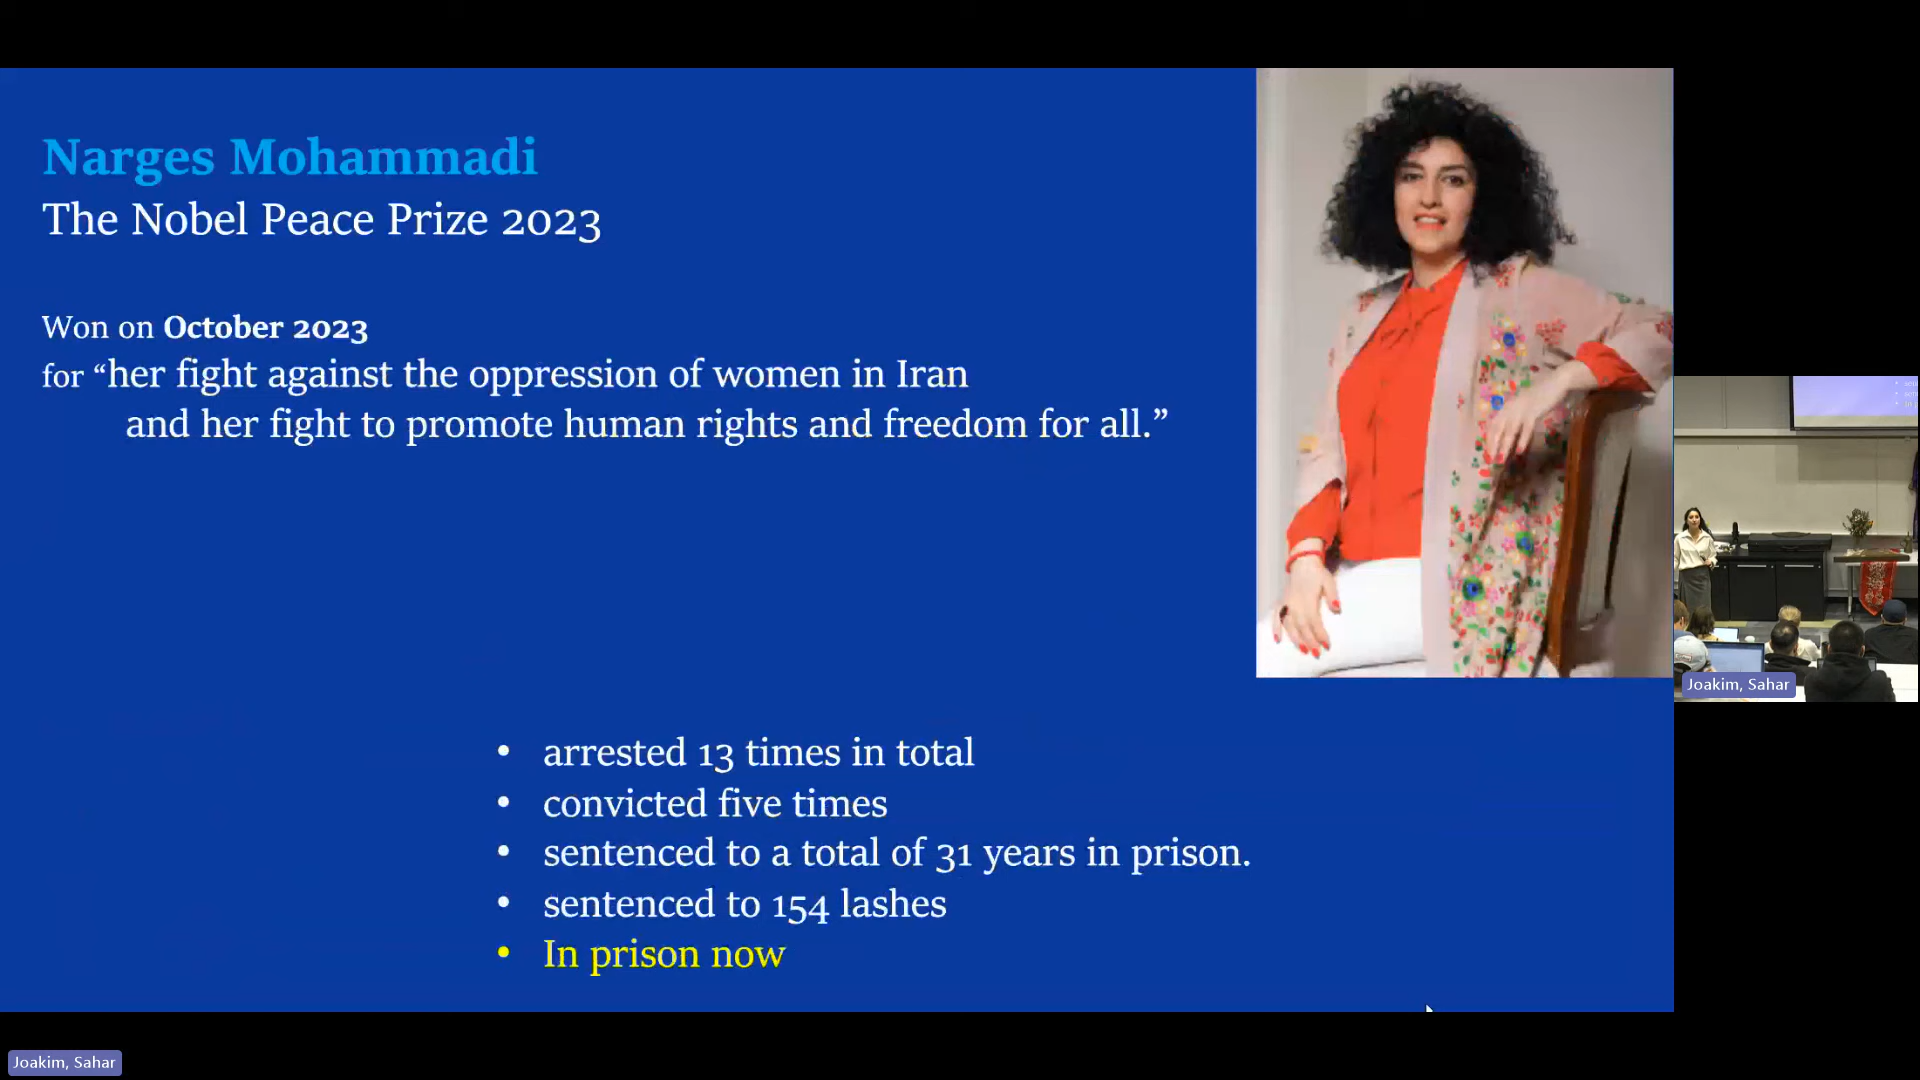 Narges Mohammadi
The Nobel Peace Prize 2023
Won on October 2023
for “her fight against the oppression of women in Iran
and her fight to promote human rights and freedom for all.”
• arrested 13 times in total
• convicted five times
• sentenced to a total of 31 years in prison.
• sentenced to 154 lashes
• In prison now
Joakim, Sahar
Joakim, Sahar